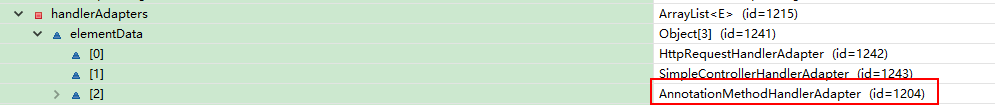 handlerAdapters ArrayList<E> (id=1215)
elementData Object[3] (id=1241)
[0] HttpRequestHandlerAdapter (id=1242)
[1] SimpleControllerHandlerAdapter (id=1243)
[2] AnnotationMethodHandlerAdapter (id=1204)